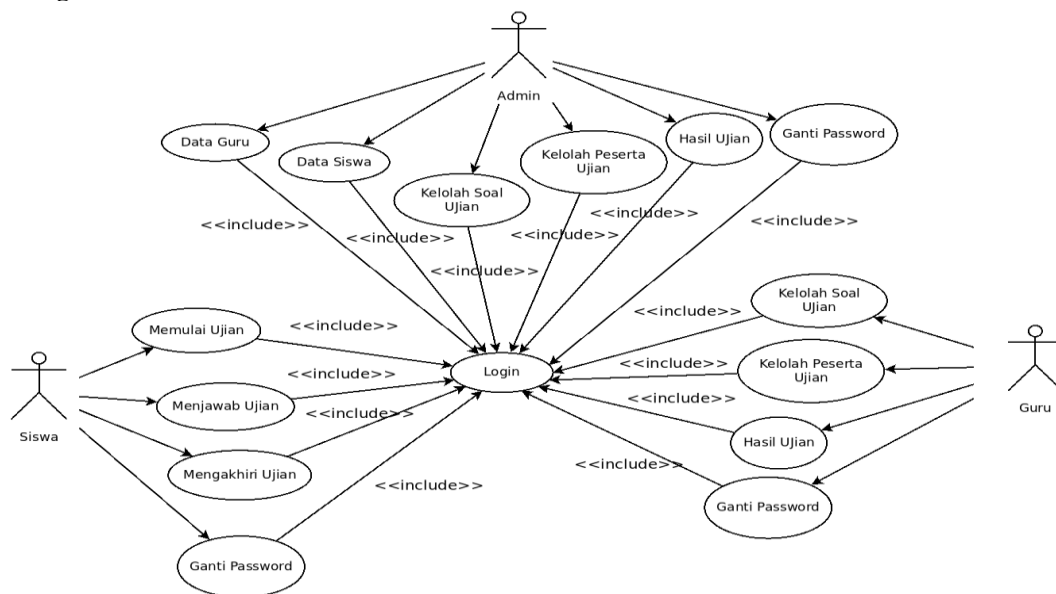 Admin
Data Guru
Data Siswa
Kelolah Soal
Ujian
Kelolah Peserta
Ujian
Hasil Ujian
Ganti Password
<<include>>
<<include>>
<<include>>
<<include>>
<<include>>
<<include>>
Siswa
Memulai Ujian
Menjawab Ujian
Mengakhiri Ujian
Ganti Password
<<include>>
<<include>>
<<include>>
<<include>>
Login
Kelolah Soal
Ujian
Kelolah Peserta
Ujian
Hasil Ujian
Ganti Password
<<include>>
<<include>>
<<include>>
<<include>>
Guru